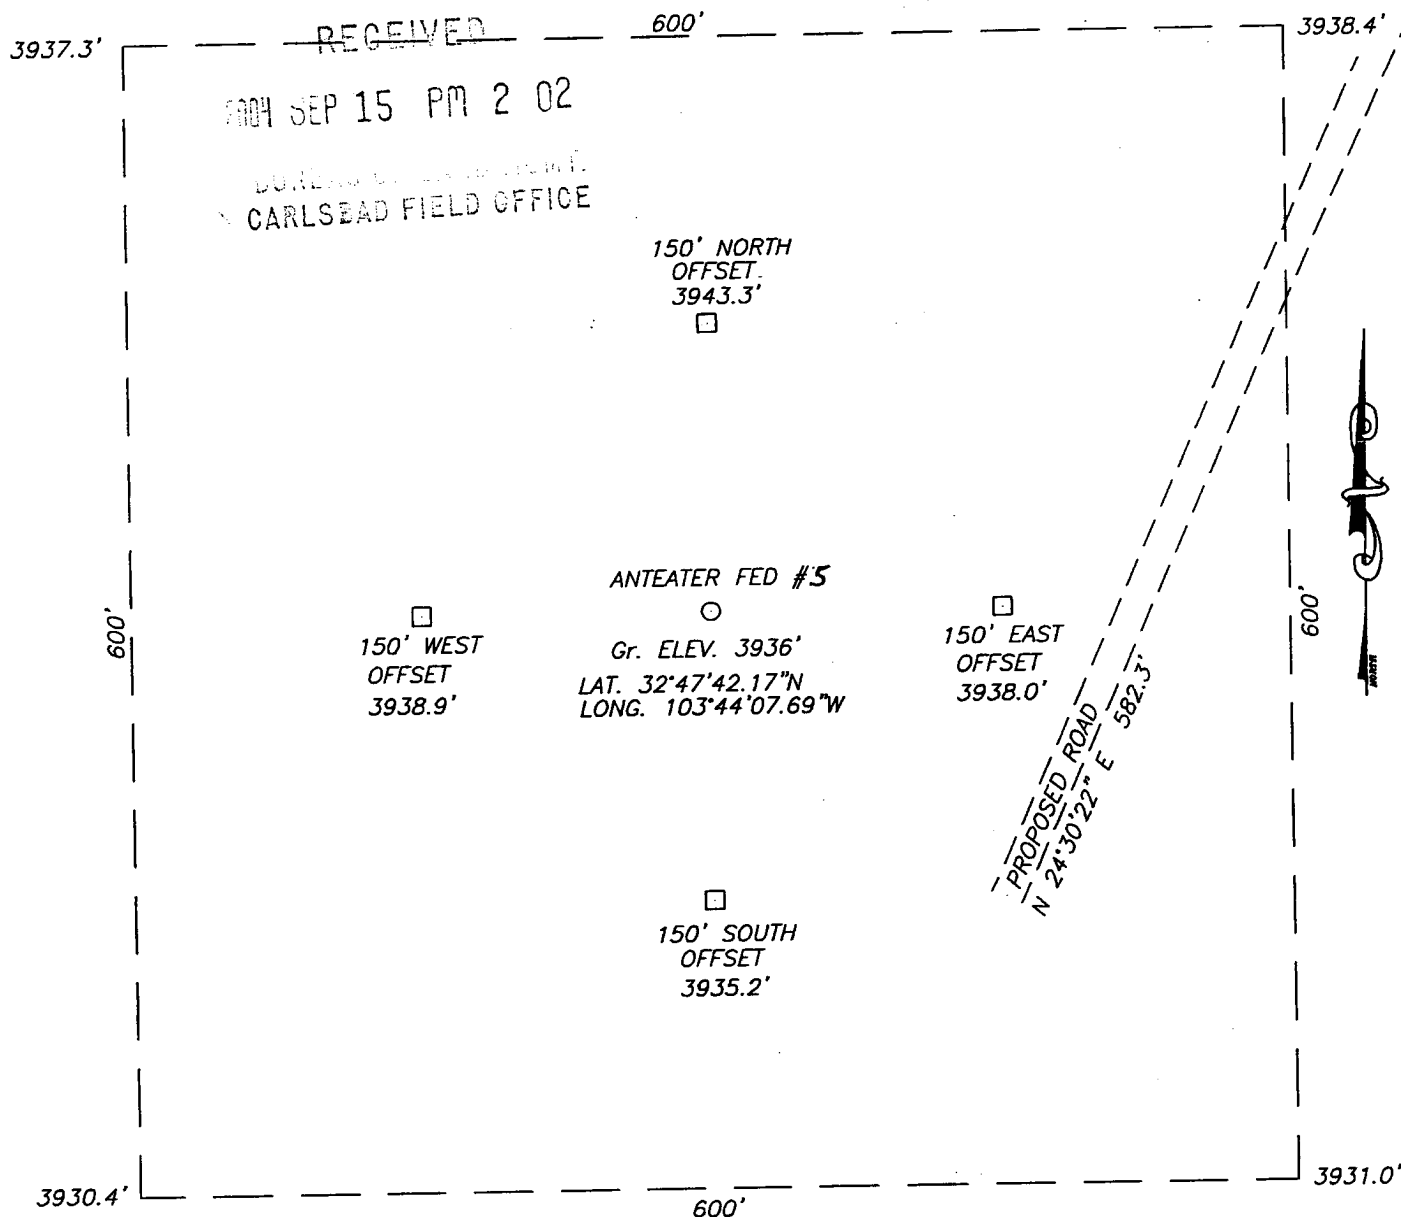 600'
3937.3'
3938.4'
RECEIVED
2004 SEP 15 PM 2 02
CARLSBAD FIELD OFFICE
150' NORTH
OFFSET
3943.3'
ANTEATER FED #5
600'
150' WEST
OFFSET
3938.9'
Gr. ELEV. 3936'
LAT. 32°47'42.17"N
LONG. 103°44'07.69"W
150' EAST
OFFSET
3938.0'
600'
NORTH
PROPOSED ROAD
N 24°30'22" E 582.3'
150' SOUTH
OFFSET
3935.2'
3930.4'
600'
3931.0'